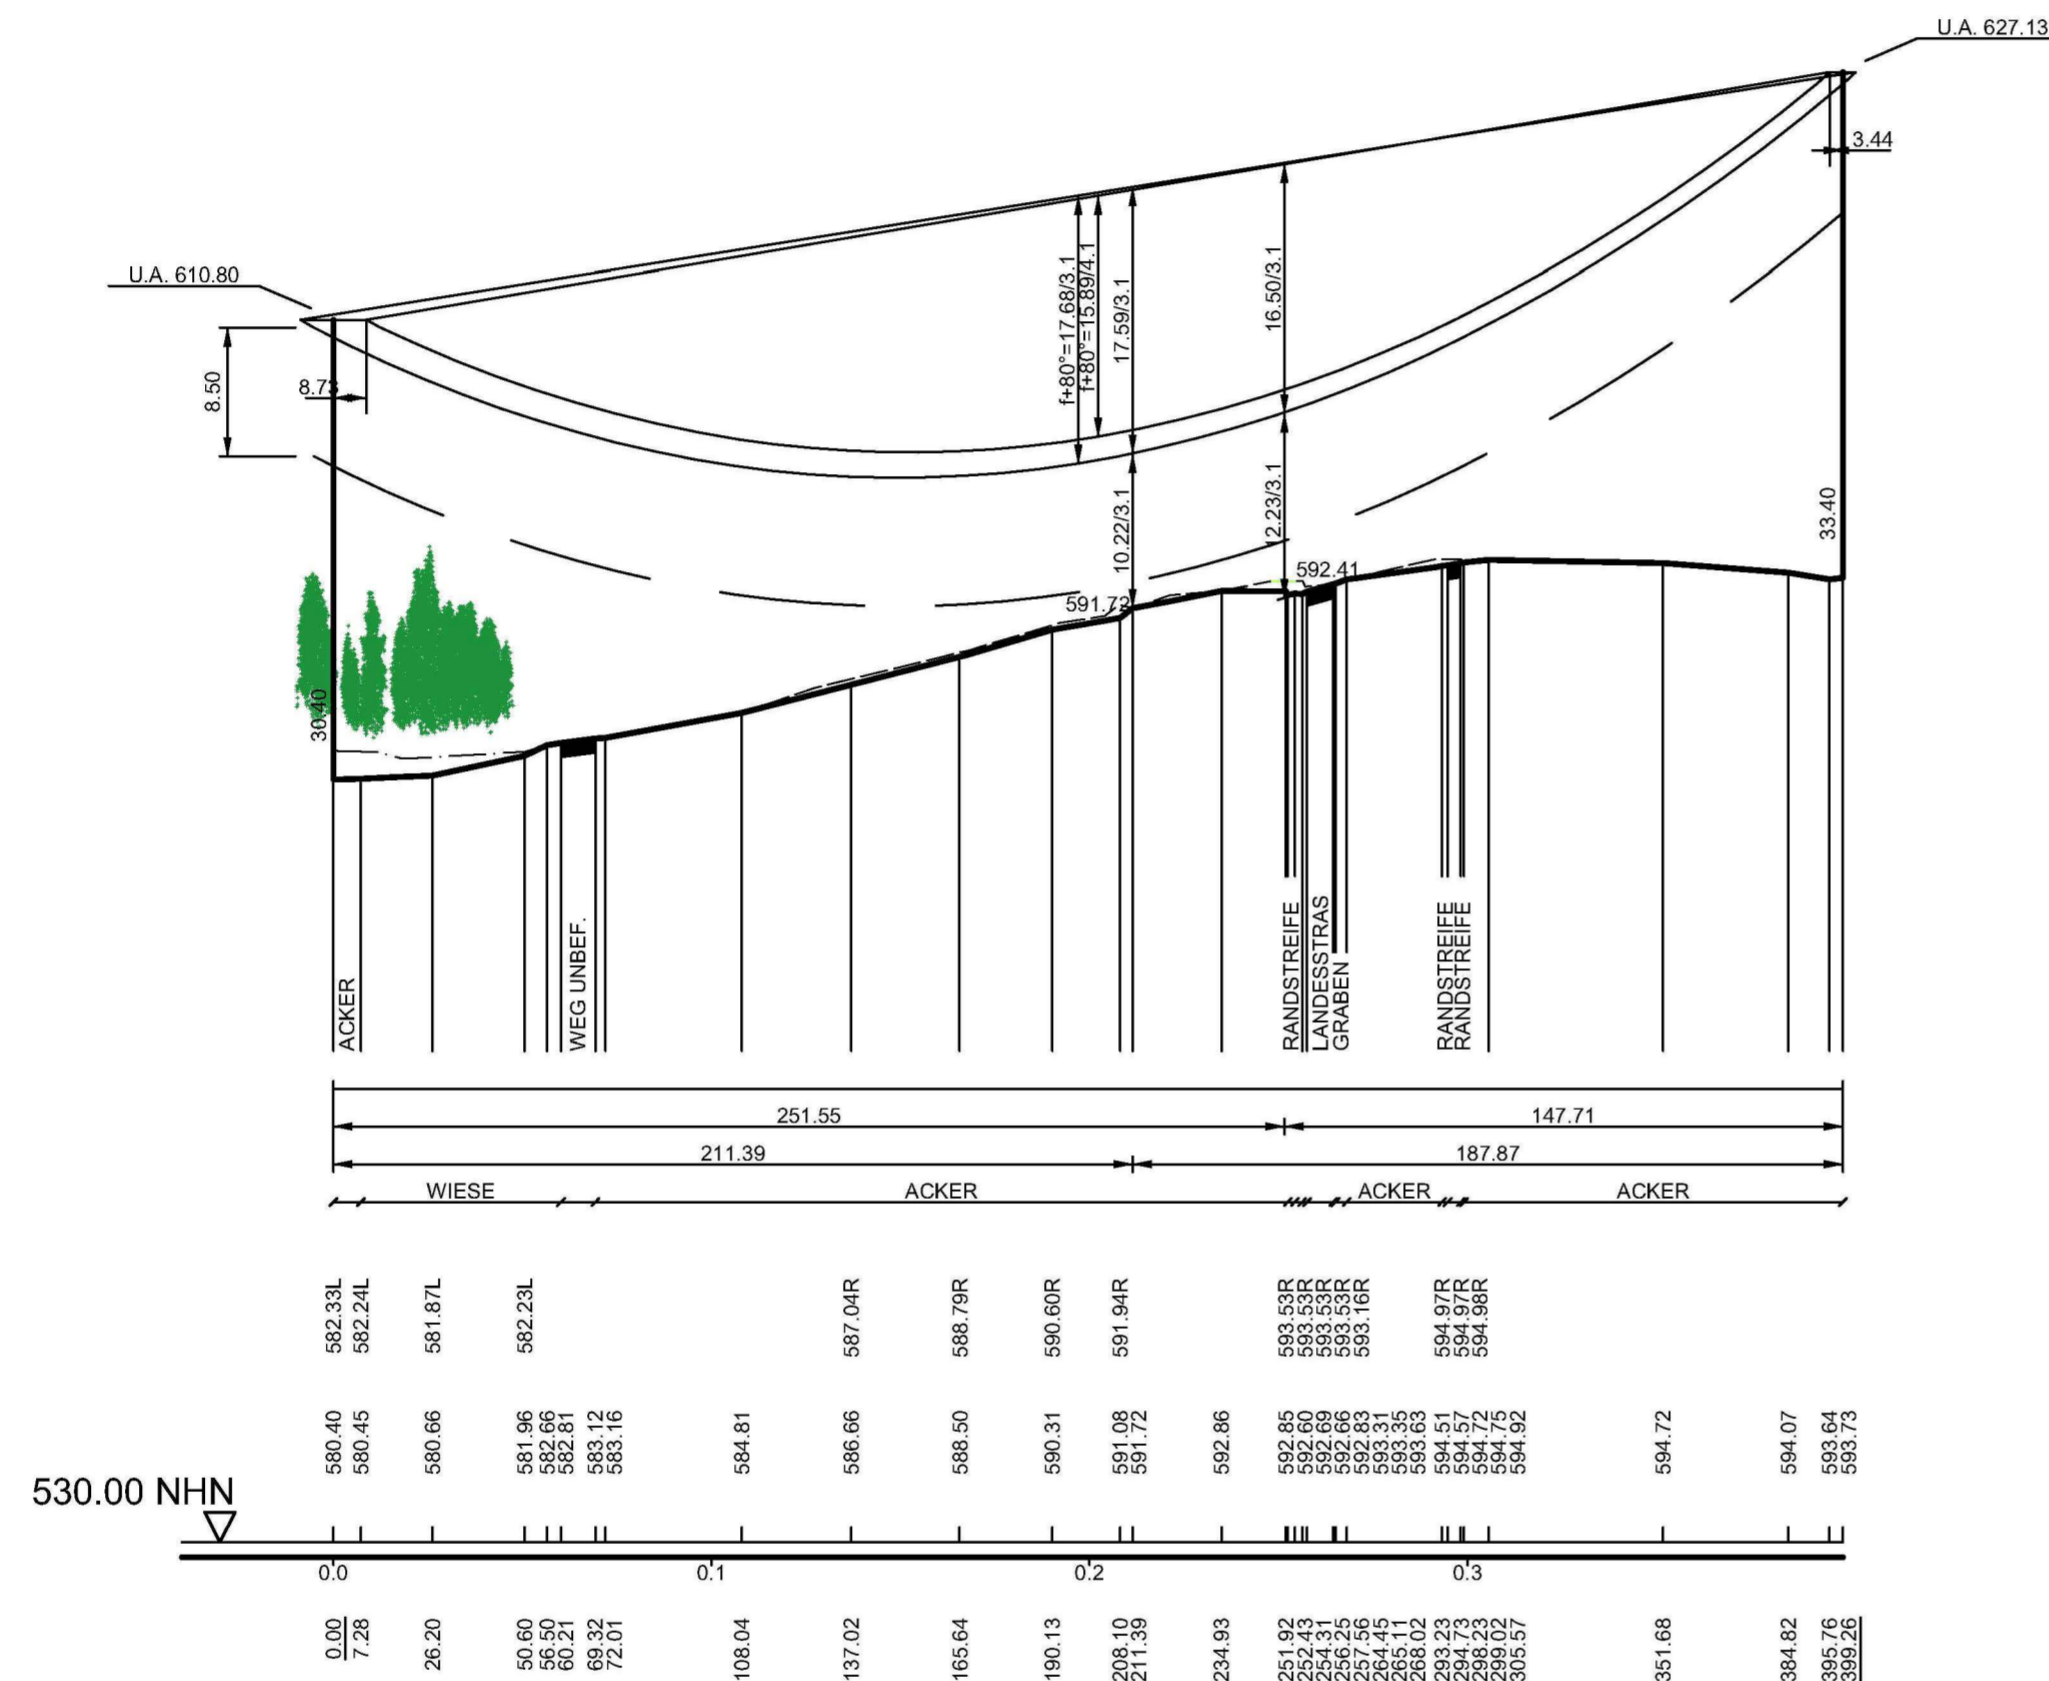 U.A. 627.13
3.44
U.A. 610.80
8.50
8.73
f+80°=17.68/3.1
f+80°=15.89/4.1
17.59/3.1
16.50/3.1
10.22/3.1
12.23/3.1
591.72
592.41
30.40
33.40
ACKER
WEG UNBEF.
RANDSTREIFE
LANDESSTRAS
GRABEN
RANDSTREIFE
RANDSTREIFE
251.55 147.71
211.39 187.87
WIESE ACKER ACKER ACKER
582.33L 582.24L 581.87L 582.23L 587.04R 588.79R 590.60R 591.94R 593.53R 593.53R 593.53R 593.53R 593.16R 594.97R 594.97R 594.98R
580.40 580.45 580.66 581.96 582.66 582.81 583.12 583.16 584.81 586.66 588.50 590.31 591.08 591.72 592.86 592.85 592.60 592.69 592.66 592.83 593.31 593.35 593.63 594.51 594.57 594.72 594.75 594.92 594.72 594.07 593.64 593.73
530.00 NHN
0.0 0.1 0.2 0.3
0.00 7.28 26.20 50.60 56.50 60.21 69.32 72.01 108.04 137.02 165.64 190.13 208.10 211.39 234.93 251.92 252.43 254.31 256.25 257.56 264.45 265.11 268.02 293.23 294.73 298.23 299.02 305.57 351.68 384.82 395.76 399.26